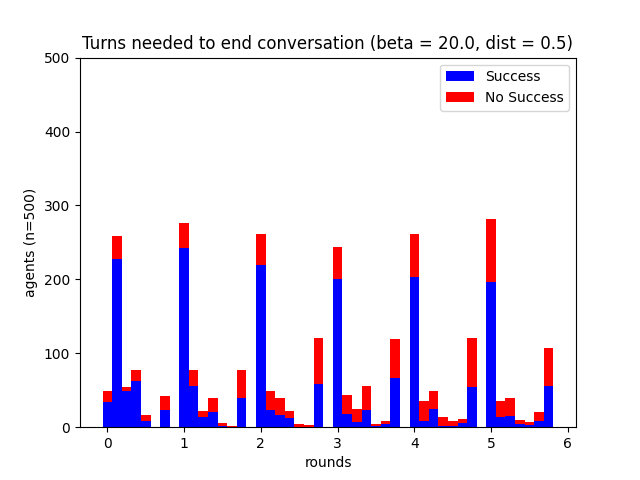 Turns needed to end conversation (beta = 20.0, dist = 0.5)
500
400
300
200
100
0
agents (n=500)
Success
No Success
0 1 2 3 4 5 6
rounds